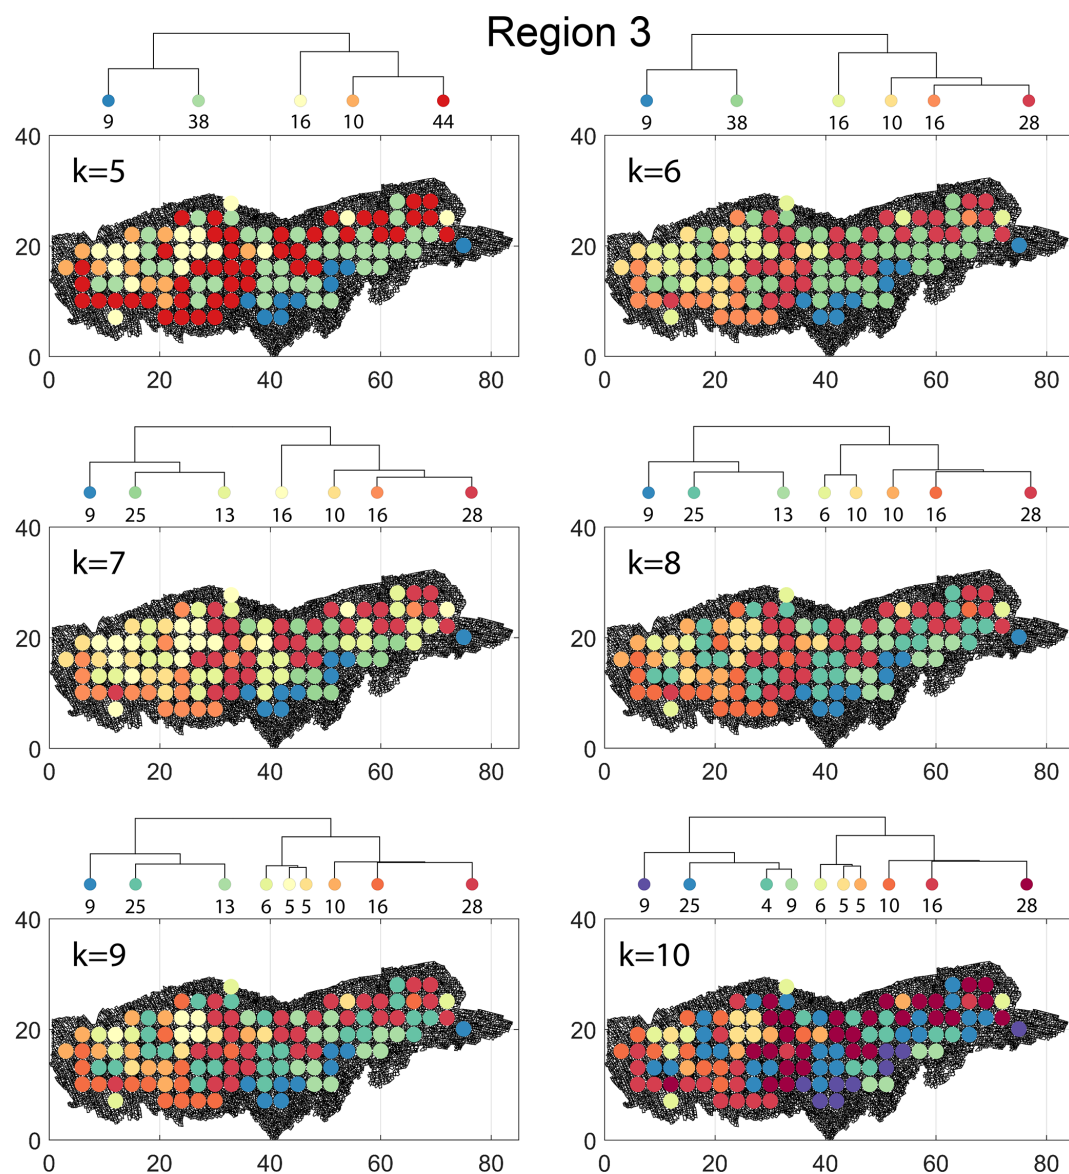 Region 3
9 38 16 10 44
9 38 16 10 16 28
40 k=5 20 0
0 20 40 60 80
40 k=6 20 0
0 20 40 60 80
9 25 13 16 10 16 28
9 25 13 6 10 10 16 28
40 k=7 20 0
0 20 40 60 80
40 k=8 20 0
0 20 40 60 80
9 25 13 6 5 5 10 16 28
9 25 4 9 6 5 5 10 16 28
40 k=9 20 0
0 20 40 60 80
40 k=10 20 0
0 20 40 60 80